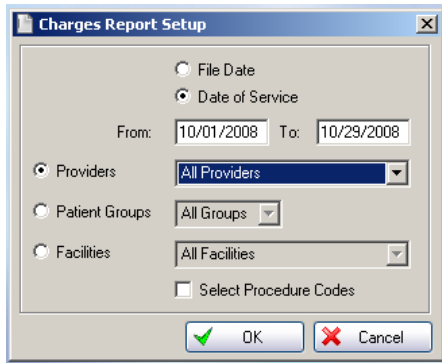 Charges Report Setup
File Date
Date of Service
From: 10/01/2008 To: 10/29/2008
Providers All Providers
Patient Groups All Groups
Facilities All Facilities
Select Procedure Codes
OK Cancel